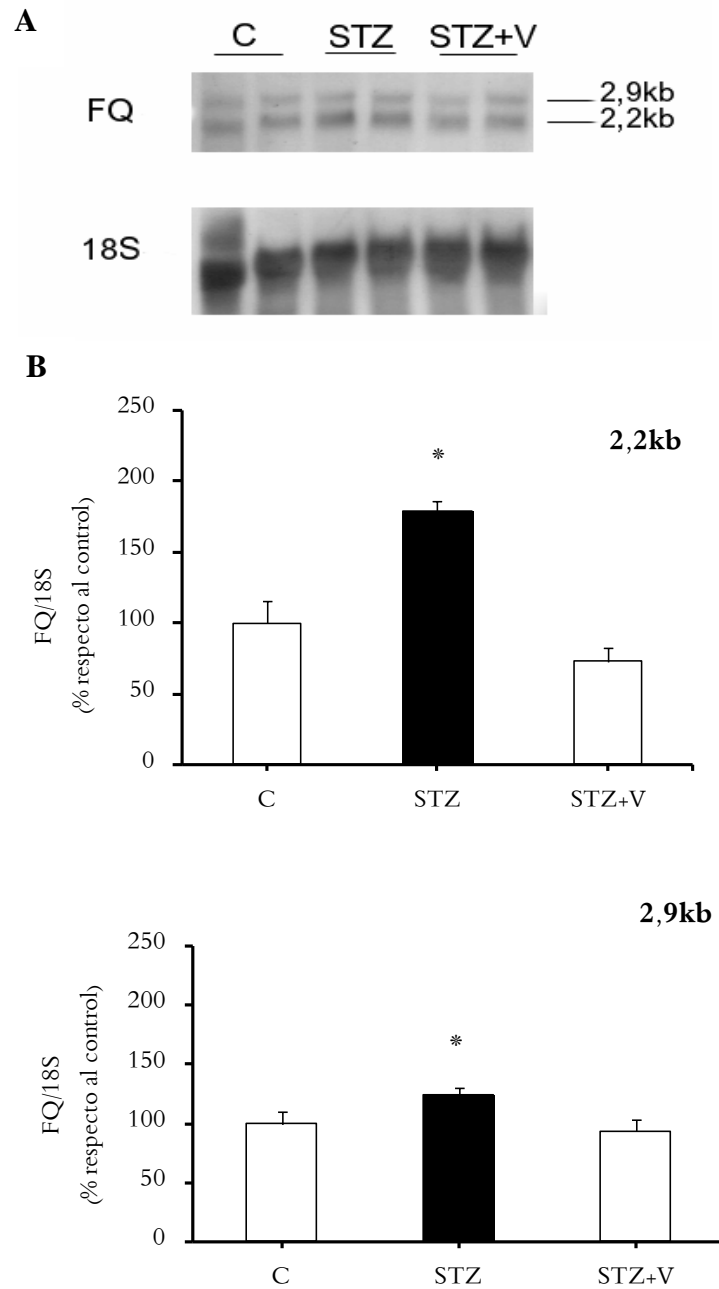 A
C STZ STZ+V
FQ
2,9kb
2,2kb
18S
B
2,2kb
250
200
150
100
50
0
FQ/18S
(% respecto al control)
*
C STZ STZ+V
2,9kb
250
200
150
100
50
0
FQ/18S
(% respecto al control)
*
C STZ STZ+V